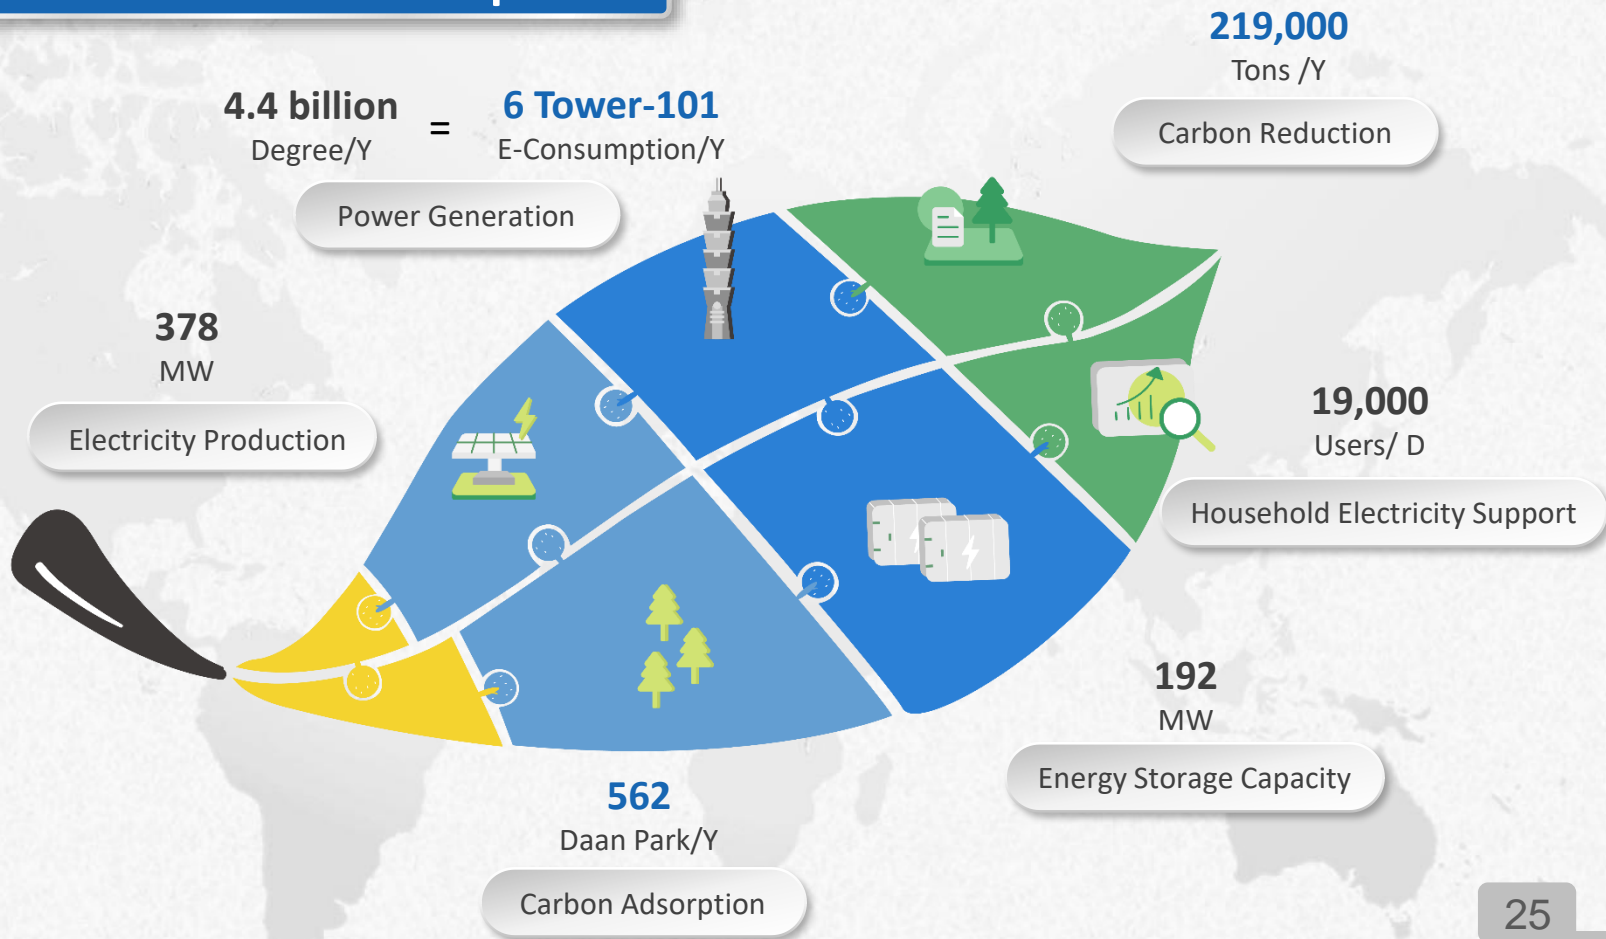 4.4 billion
Degree/Y
=
6 Tower-101
E-Consumption/Y
Power Generation
219,000
Tons /Y
Carbon Reduction
378
MW
Electricity Production
19,000
Users/ D
Household Electricity Support
192
MW
Energy Storage Capacity
562
Daan Park/Y
Carbon Adsorption
25